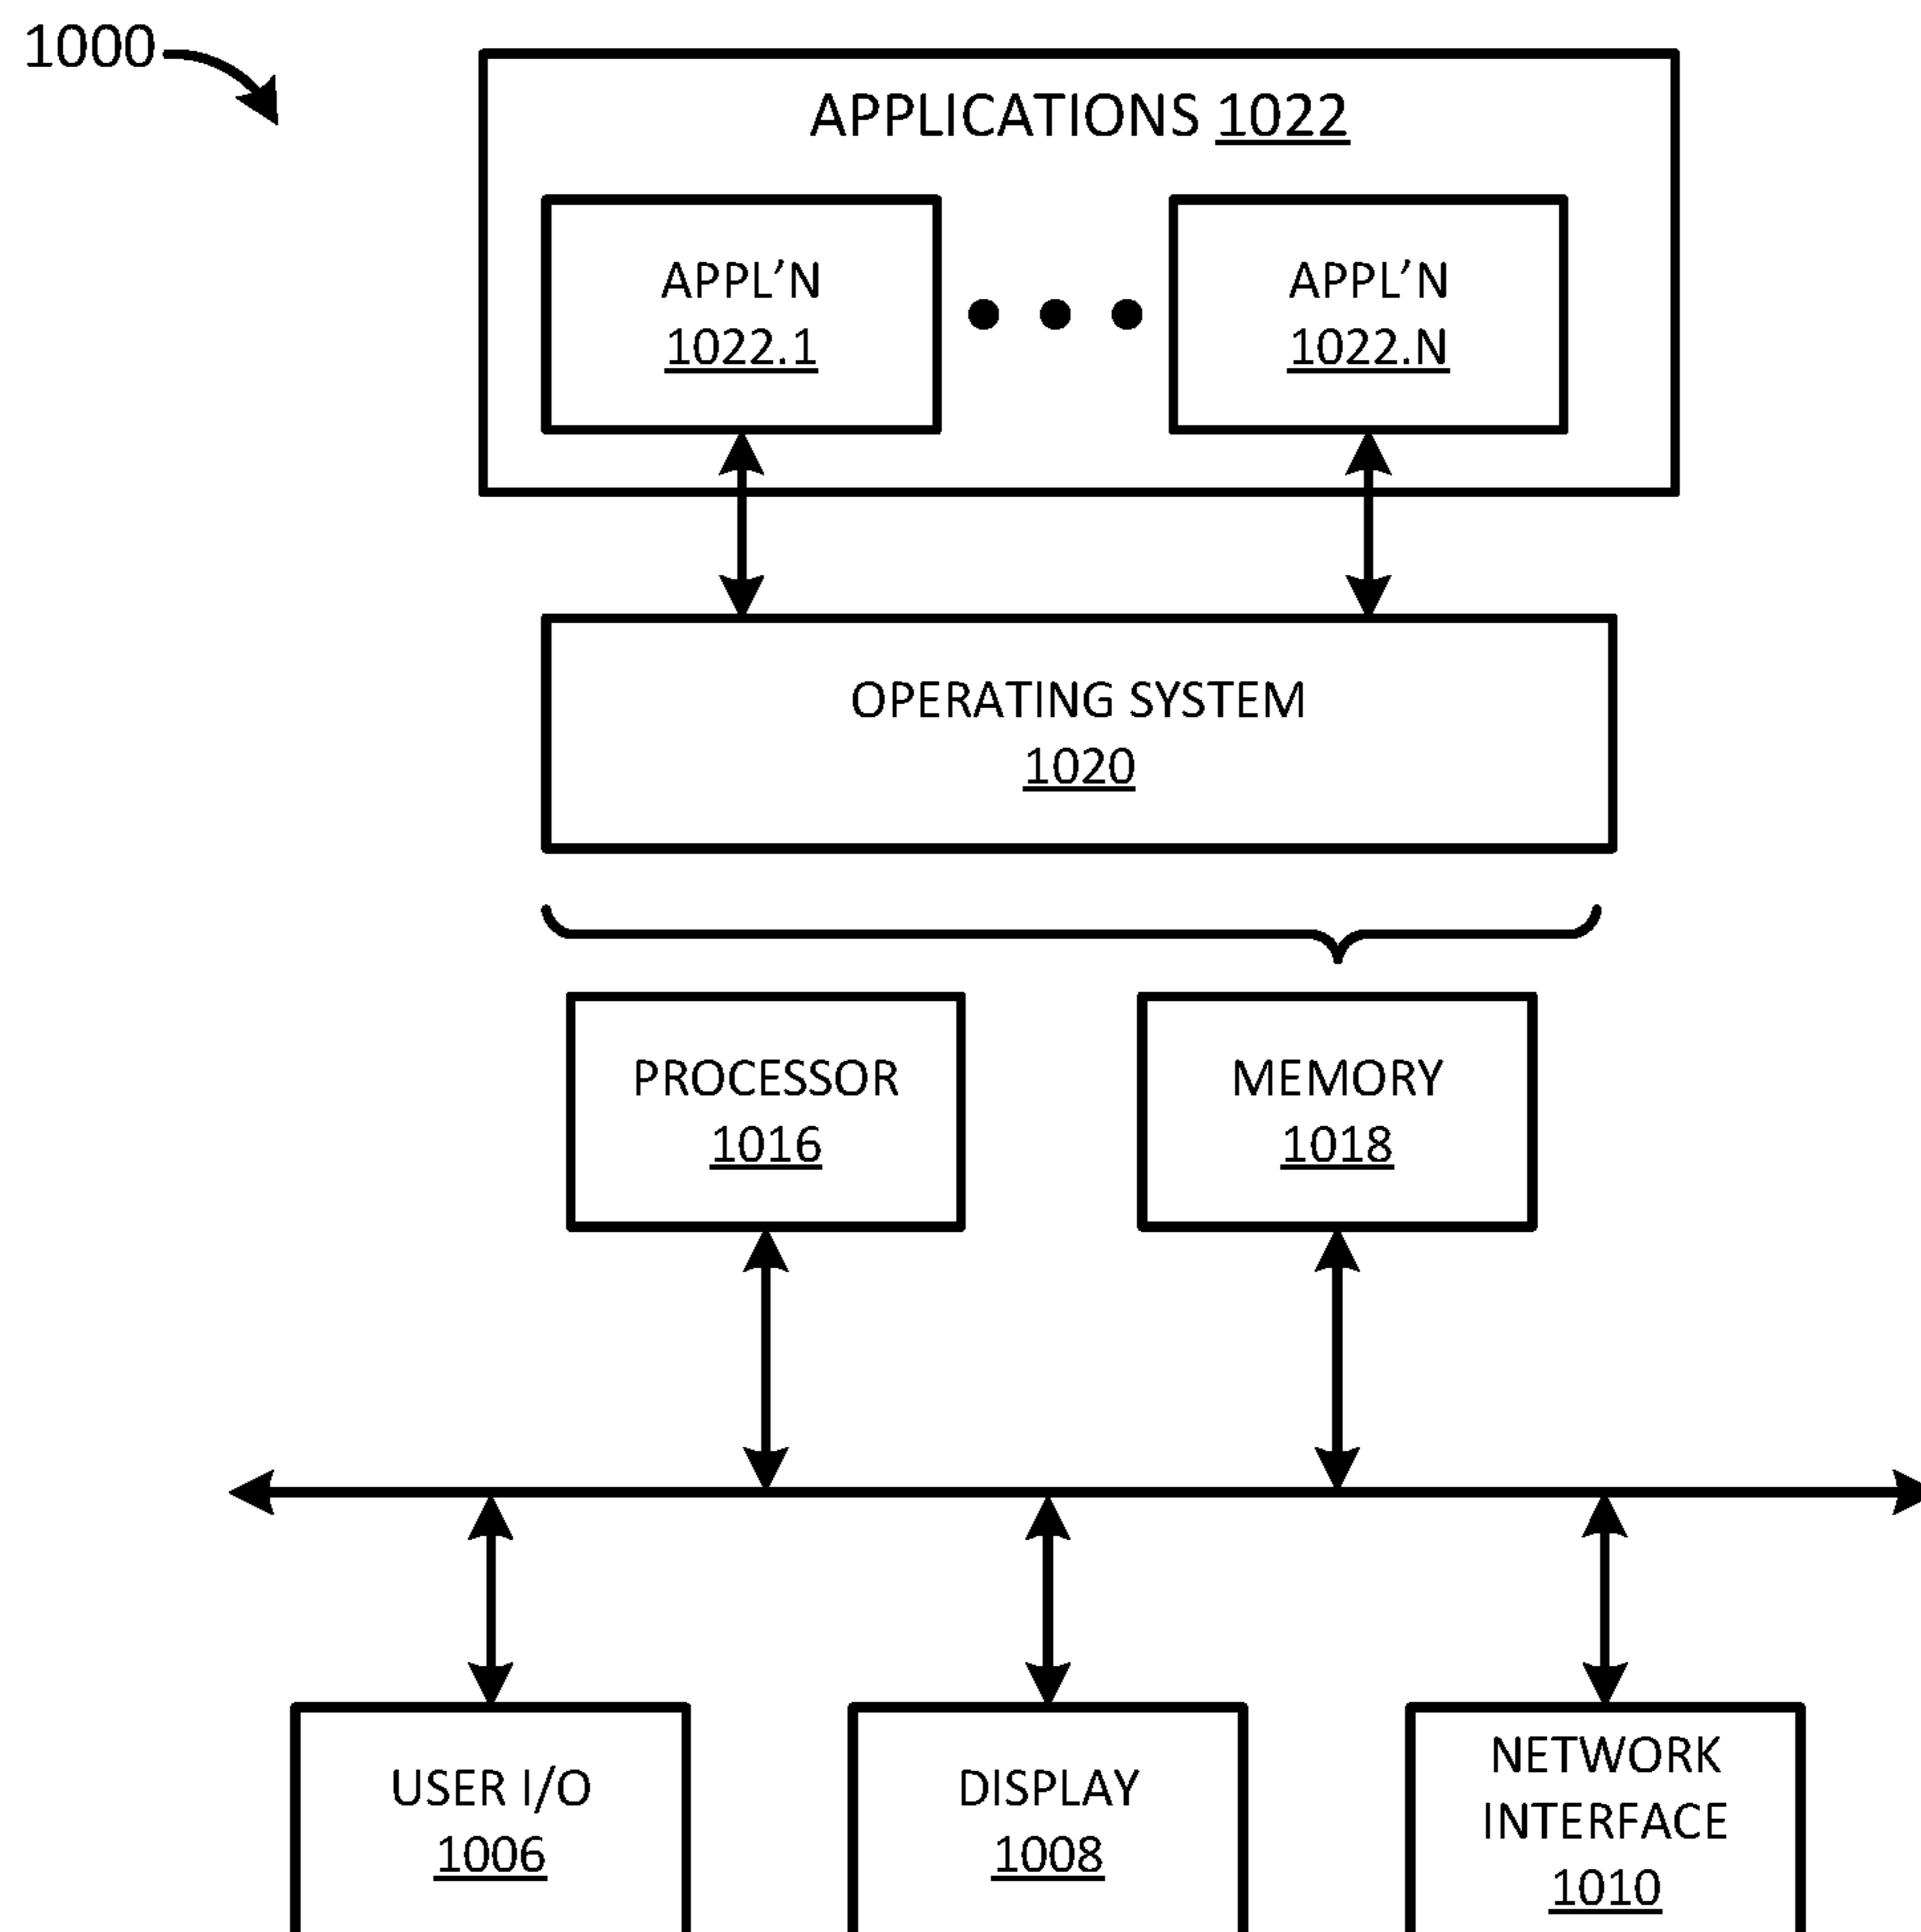 1000
APPLICATIONS 1022
APPL’N
1022.1
APPL’N
1022.N
OPERATING SYSTEM
1020
PROCESSOR
1016
MEMORY
1018
USER I/O
1006
DISPLAY
1008
NETWORK
INTERFACE
1010